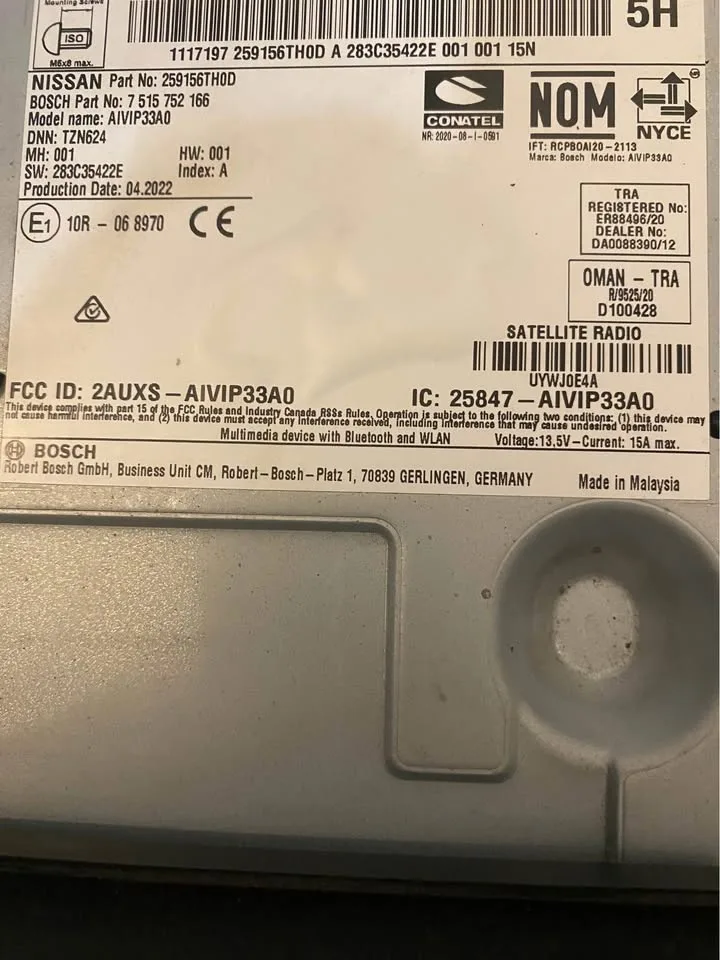 Mounting Screws
ISO
M5x8 max.
5H
1117197 259156TH0D A 283C35422E 001 001 15N
NISSAN Part No: 259156TH0D
BOSCH Part No: 7 515 752 166
Model name: AIVIP33A0
DNN: TZN624
MH: 001 HW: 001
SW: 283C35422E Index: A
Production Date: 04.2022
CONATEL
NR: 2020-08-I-0591
NOM
NYCE
IFT: RCPBOAI20-2113
Marca: Bosch Modelo: AIVIP33A0
E1 10R - 06 8970 CE
TRA
REGISTERED No:
ER88496/20
DEALER No:
DA0088390/12
OMAN - TRA
R/9525/20
D100428
SATELLITE RADIO
UYWJ0E4A
FCC ID: 2AUXS-AIVIP33A0 IC: 25847-AIVIP33A0
This device complies with part 15 of the FCC Rules and Industry Canada RSSs Rules. Operation is subject to the following two conditions: (1) this device may
not cause harmful interference, and (2) this device must accept any interference received, including interference that may cause undesired operation.
Multimedia device with Bluetooth and WLAN Voltage:13,5V-Current: 15A max.
BOSCH
Robert Bosch GmbH, Business Unit CM, Robert-Bosch-Platz 1, 70839 GERLINGEN, GERMANY Made in Malaysia